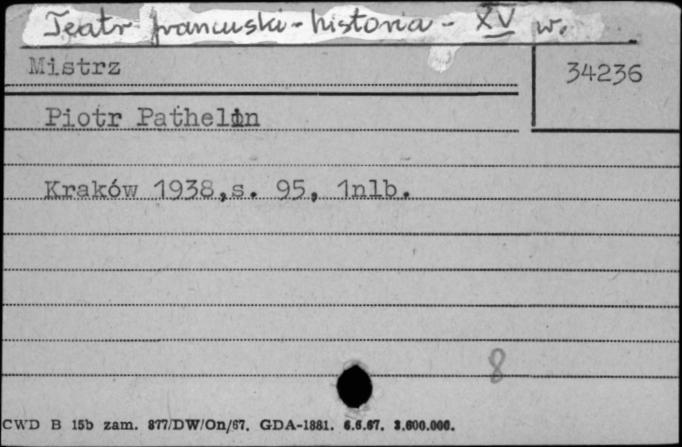 Teatr francuski - historia - XV w.
Mistrz
34236
Piotr Pathelin
Kraków 1938,s. 95, 1nlb.
8
CWD B 15b zam. 877/DW/On/67. GDA-1881. 6.6.67. 3.600.000.